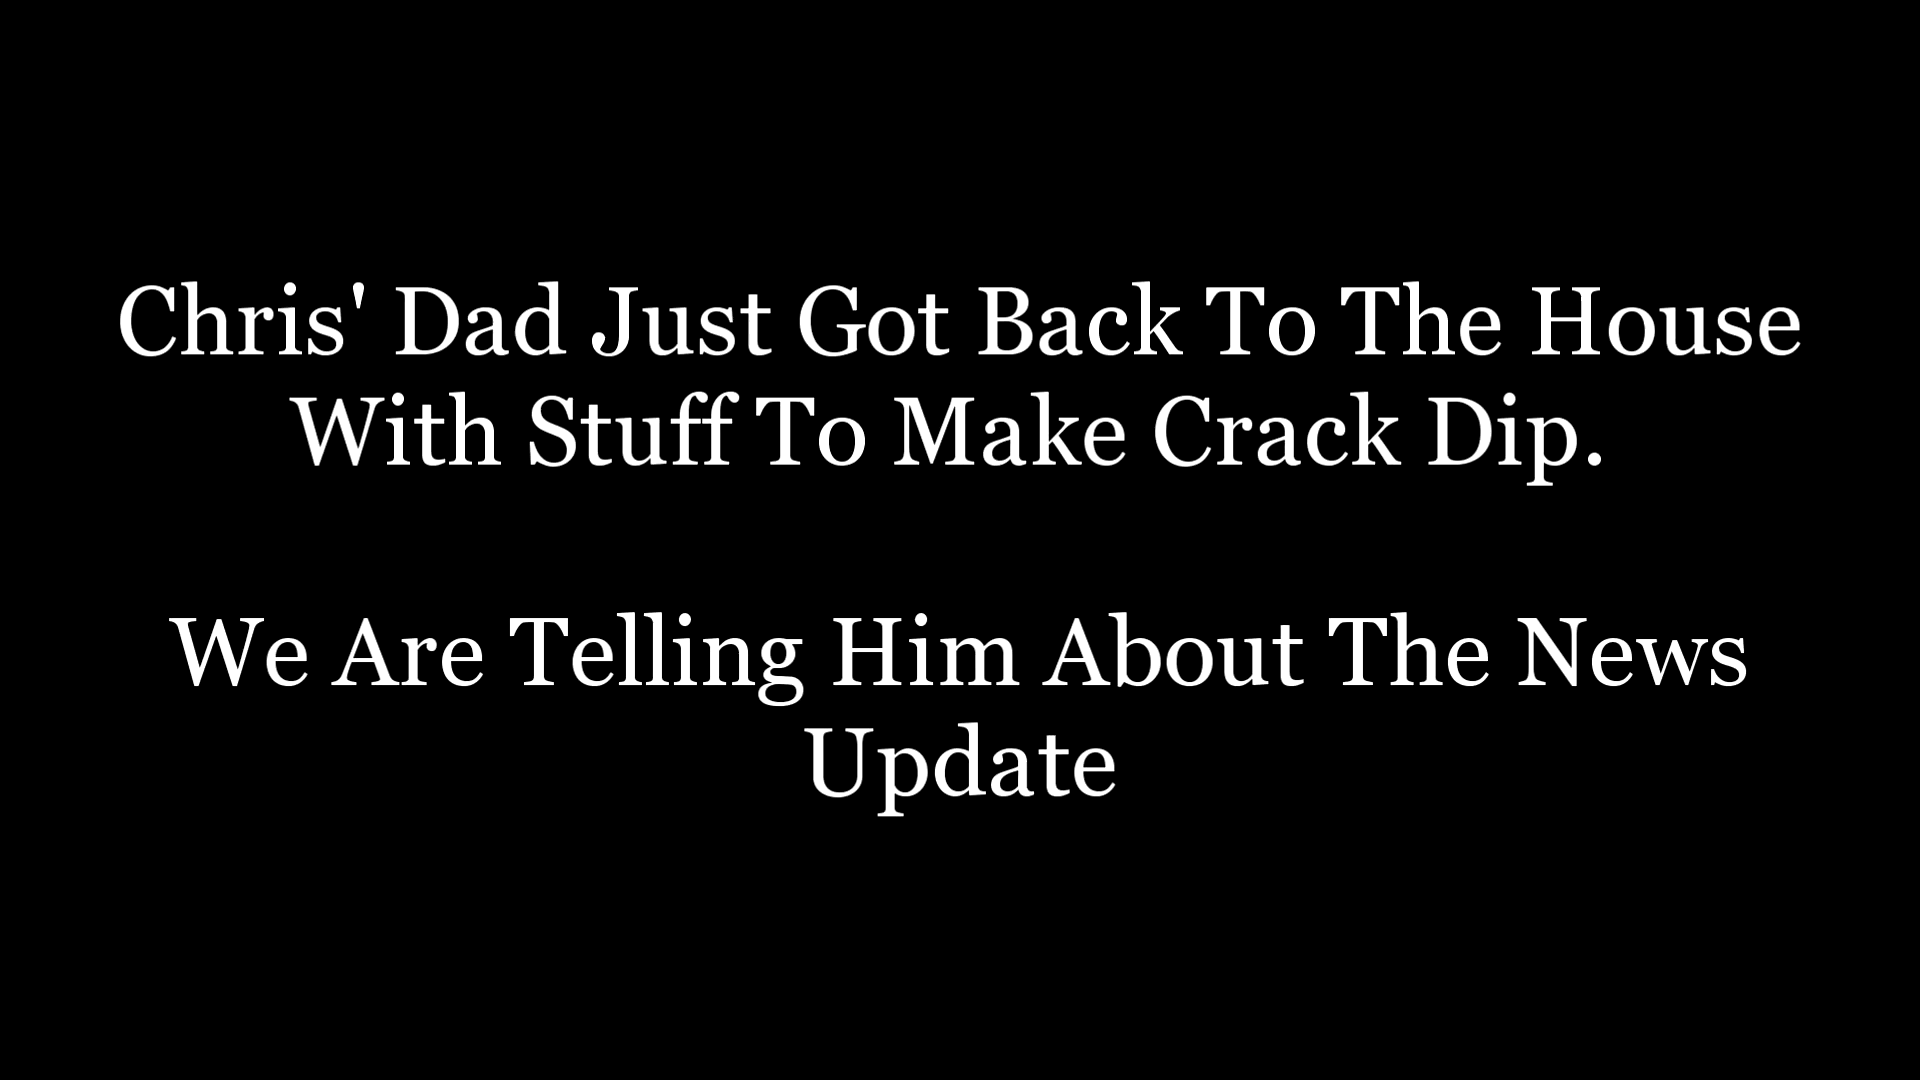 Chris' Dad Just Got Back To The House
With Stuff To Make Crack Dip.
We Are Telling Him About The News
Update